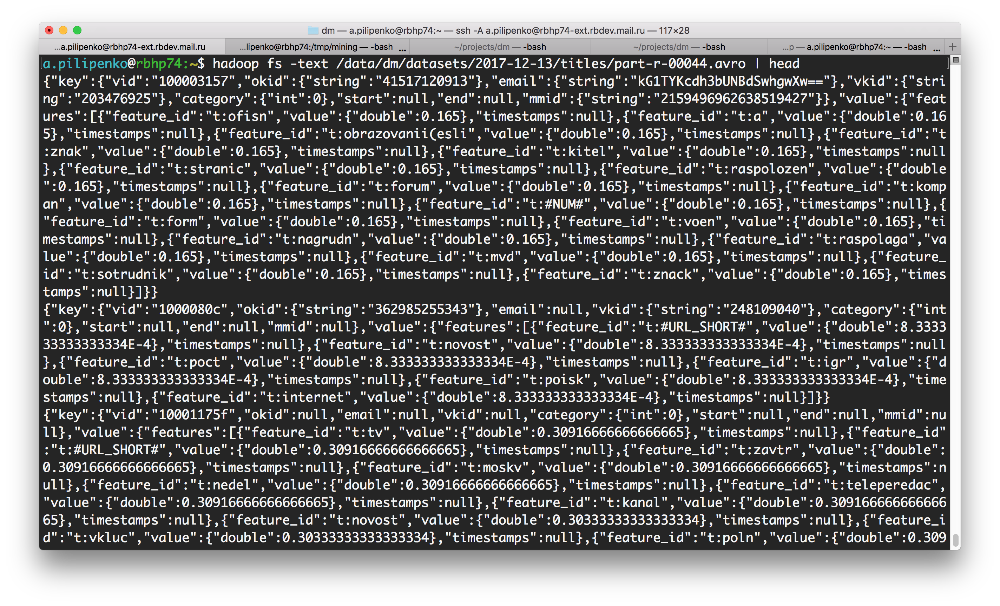 dm — a.pilipenko@rbhp74:~ — ssh -A a.pilipenko@rbhp74-ext.rbdev.mail.ru — 117×28
...a.pilipenko@rbhp74-ext.rbdev.mail.ru ...lipenko@rbhp74:/tmp/mining — -bash ... ~/projects/dm — -bash ~/projects/dm — -bash ...p — a.pilipenko@rbhp74:~ — -bash ... +
[a.pilipenko@rbhp74:~$ hadoop fs -text /data/dm/datasets/2017-12-13/titles/part-r-00044.avro | head ]
{"key":{"vid":"100003157","okid":{"string":"41517120913"},"email":{"string":"kG1TYKcdh3bUNBdSwhgwXw=="},"vkid":{"stri
ng":"203476925"},"category":{"int":0},"start":null,"end":null,"mmid":{"string":"2159496962638519427"}},"value":{"feat
ures":[{"feature_id":"t:ofisn","value":{"double":0.165},"timestamps":null},{"feature_id":"t:a","value":{"double":0.16
5},"timestamps":null},{"feature_id":"t:obrazovanii(esli","value":{"double":0.165},"timestamps":null},{"feature_id":"t
:znak","value":{"double":0.165},"timestamps":null},{"feature_id":"t:kitel","value":{"double":0.165},"timestamps":null
},{"feature_id":"t:stranic","value":{"double":0.165},"timestamps":null},{"feature_id":"t:raspolozen","value":{"double
":0.165},"timestamps":null},{"feature_id":"t:forum","value":{"double":0.165},"timestamps":null},{"feature_id":"t:komp
an","value":{"double":0.165},"timestamps":null},{"feature_id":"t:#NUM#","value":{"double":0.165},"timestamps":null},{
"feature_id":"t:form","value":{"double":0.165},"timestamps":null},{"feature_id":"t:voen","value":{"double":0.165},"ti
mestamps":null},{"feature_id":"t:nagrudn","value":{"double":0.165},"timestamps":null},{"feature_id":"t:raspolaga","va
lue":{"double":0.165},"timestamps":null},{"feature_id":"t:mvd","value":{"double":0.165},"timestamps":null},{"feature_
id":"t:sotrudnik","value":{"double":0.165},"timestamps":null},{"feature_id":"t:znack","value":{"double":0.165},"times
tamps":null}]}}
{"key":{"vid":"1000080c","okid":{"string":"362985255343"},"email":null,"vkid":{"string":"248109040"},"category":{"int
":0},"start":null,"end":null,"mmid":null},"value":{"features":[{"feature_id":"t:#URL_SHORT#","value":{"double":8.3333
33333333334E-4},"timestamps":null},{"feature_id":"t:novost","value":{"double":8.333333333333334E-4},"timestamps":null
},{"feature_id":"t:poct","value":{"double":8.333333333333334E-4},"timestamps":null},{"feature_id":"t:igr","value":{"d
ouble":8.333333333333334E-4},"timestamps":null},{"feature_id":"t:poisk","value":{"double":8.333333333333334E-4},"time
stamps":null},{"feature_id":"t:internet","value":{"double":8.333333333333334E-4},"timestamps":null}]}}
{"key":{"vid":"10001175f","okid":null,"email":null,"vkid":null,"category":{"int":0},"start":null,"end":null,"mmid":nu
ll},"value":{"features":[{"feature_id":"t:tv","value":{"double":0.30916666666666665},"timestamps":null},{"feature_id"
:"t:#URL_SHORT#","value":{"double":0.30916666666666665},"timestamps":null},{"feature_id":"t:zavtr","value":{"double":
0.30916666666666665},"timestamps":null},{"feature_id":"t:moskv","value":{"double":0.30916666666666665},"timestamps":n
ull},{"feature_id":"t:nedel","value":{"double":0.30916666666666665},"timestamps":null},{"feature_id":"t:teleperedac",
"value":{"double":0.30916666666666665},"timestamps":null},{"feature_id":"t:kanal","value":{"double":0.309166666666666
65},"timestamps":null},{"feature_id":"t:novost","value":{"double":0.30333333333333334},"timestamps":null},{"feature_i
d":"t:vkluc","value":{"double":0.30333333333333334},"timestamps":null},{"feature_id":"t:poln","value":{"double":0.309